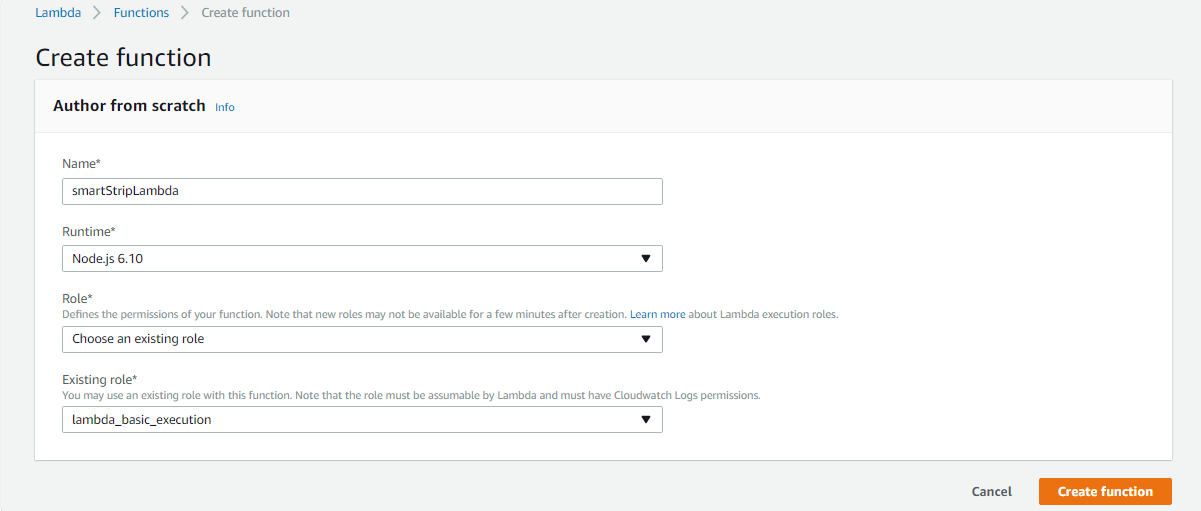 Lambda > Functions > Create function
Create function
Author from scratch Info
Name*
smartStripLambda
Runtime*
Node.js 6.10
Role*
Defines the permissions of your function. Note that new roles may not be available for a few minutes after creation. Learn more about Lambda execution roles.
Choose an existing role
Existing role*
You may use an existing role with this function. Note that the role must be assumable by Lambda and must have Cloudwatch Logs permissions.
lambda_basic_execution
Cancel Create function